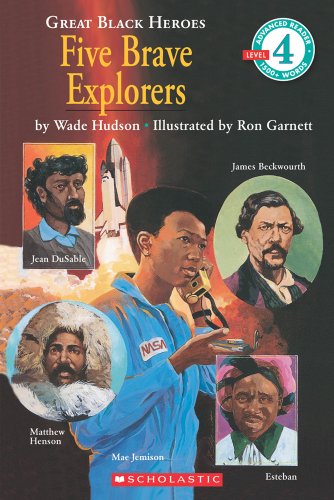 GREAT BLACK HEROES
Five Brave
Explorers
by Wade Hudson • Illustrated by Ron Garnett
ADVANCED READER
LEVEL 4
1200+ WORDS
James Beckwourth
Jean DuSable
NASA
Matthew
Henson
Mae Jemison
Esteban
SCHOLASTIC